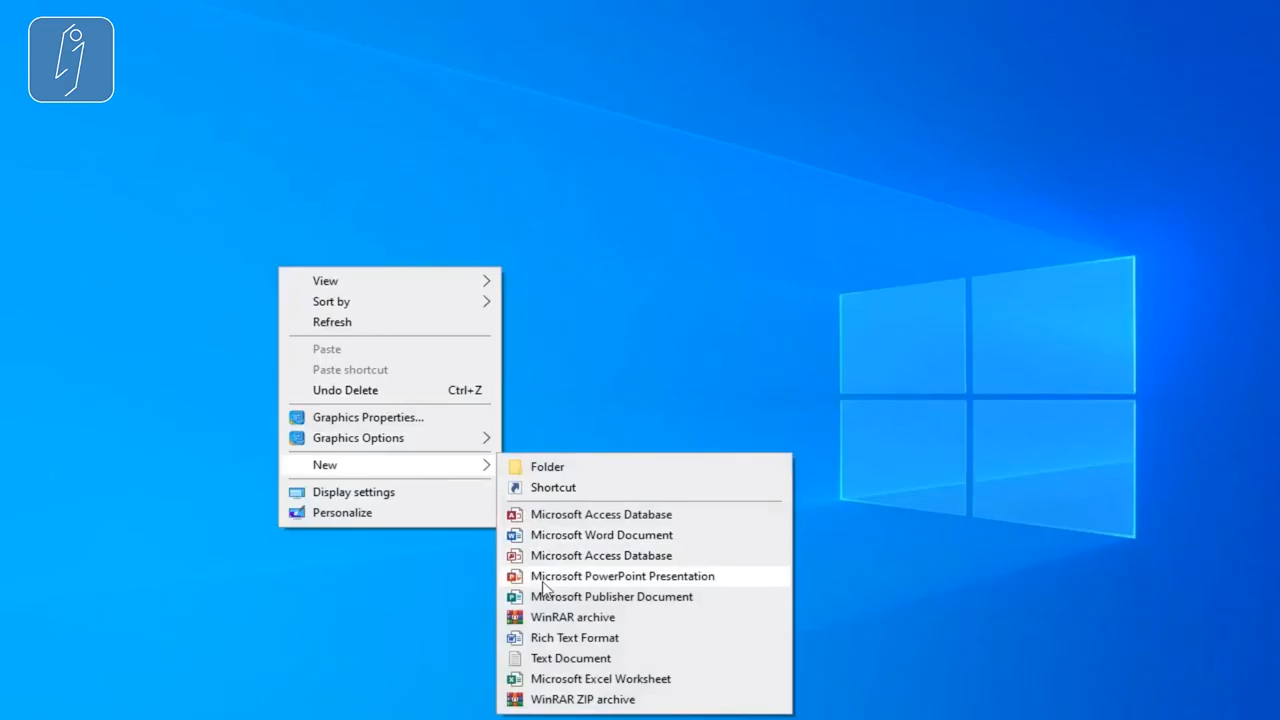 View
Sort by
Refresh
Paste
Paste shortcut
Undo Delete Ctrl+Z
Graphics Properties...
Graphics Options
New
Display settings
Personalize
Folder
Shortcut
Microsoft Access Database
Microsoft Word Document
Microsoft Access Database
Microsoft PowerPoint Presentation
Microsoft Publisher Document
WinRAR archive
Rich Text Format
Text Document
Microsoft Excel Worksheet
WinRAR ZIP archive